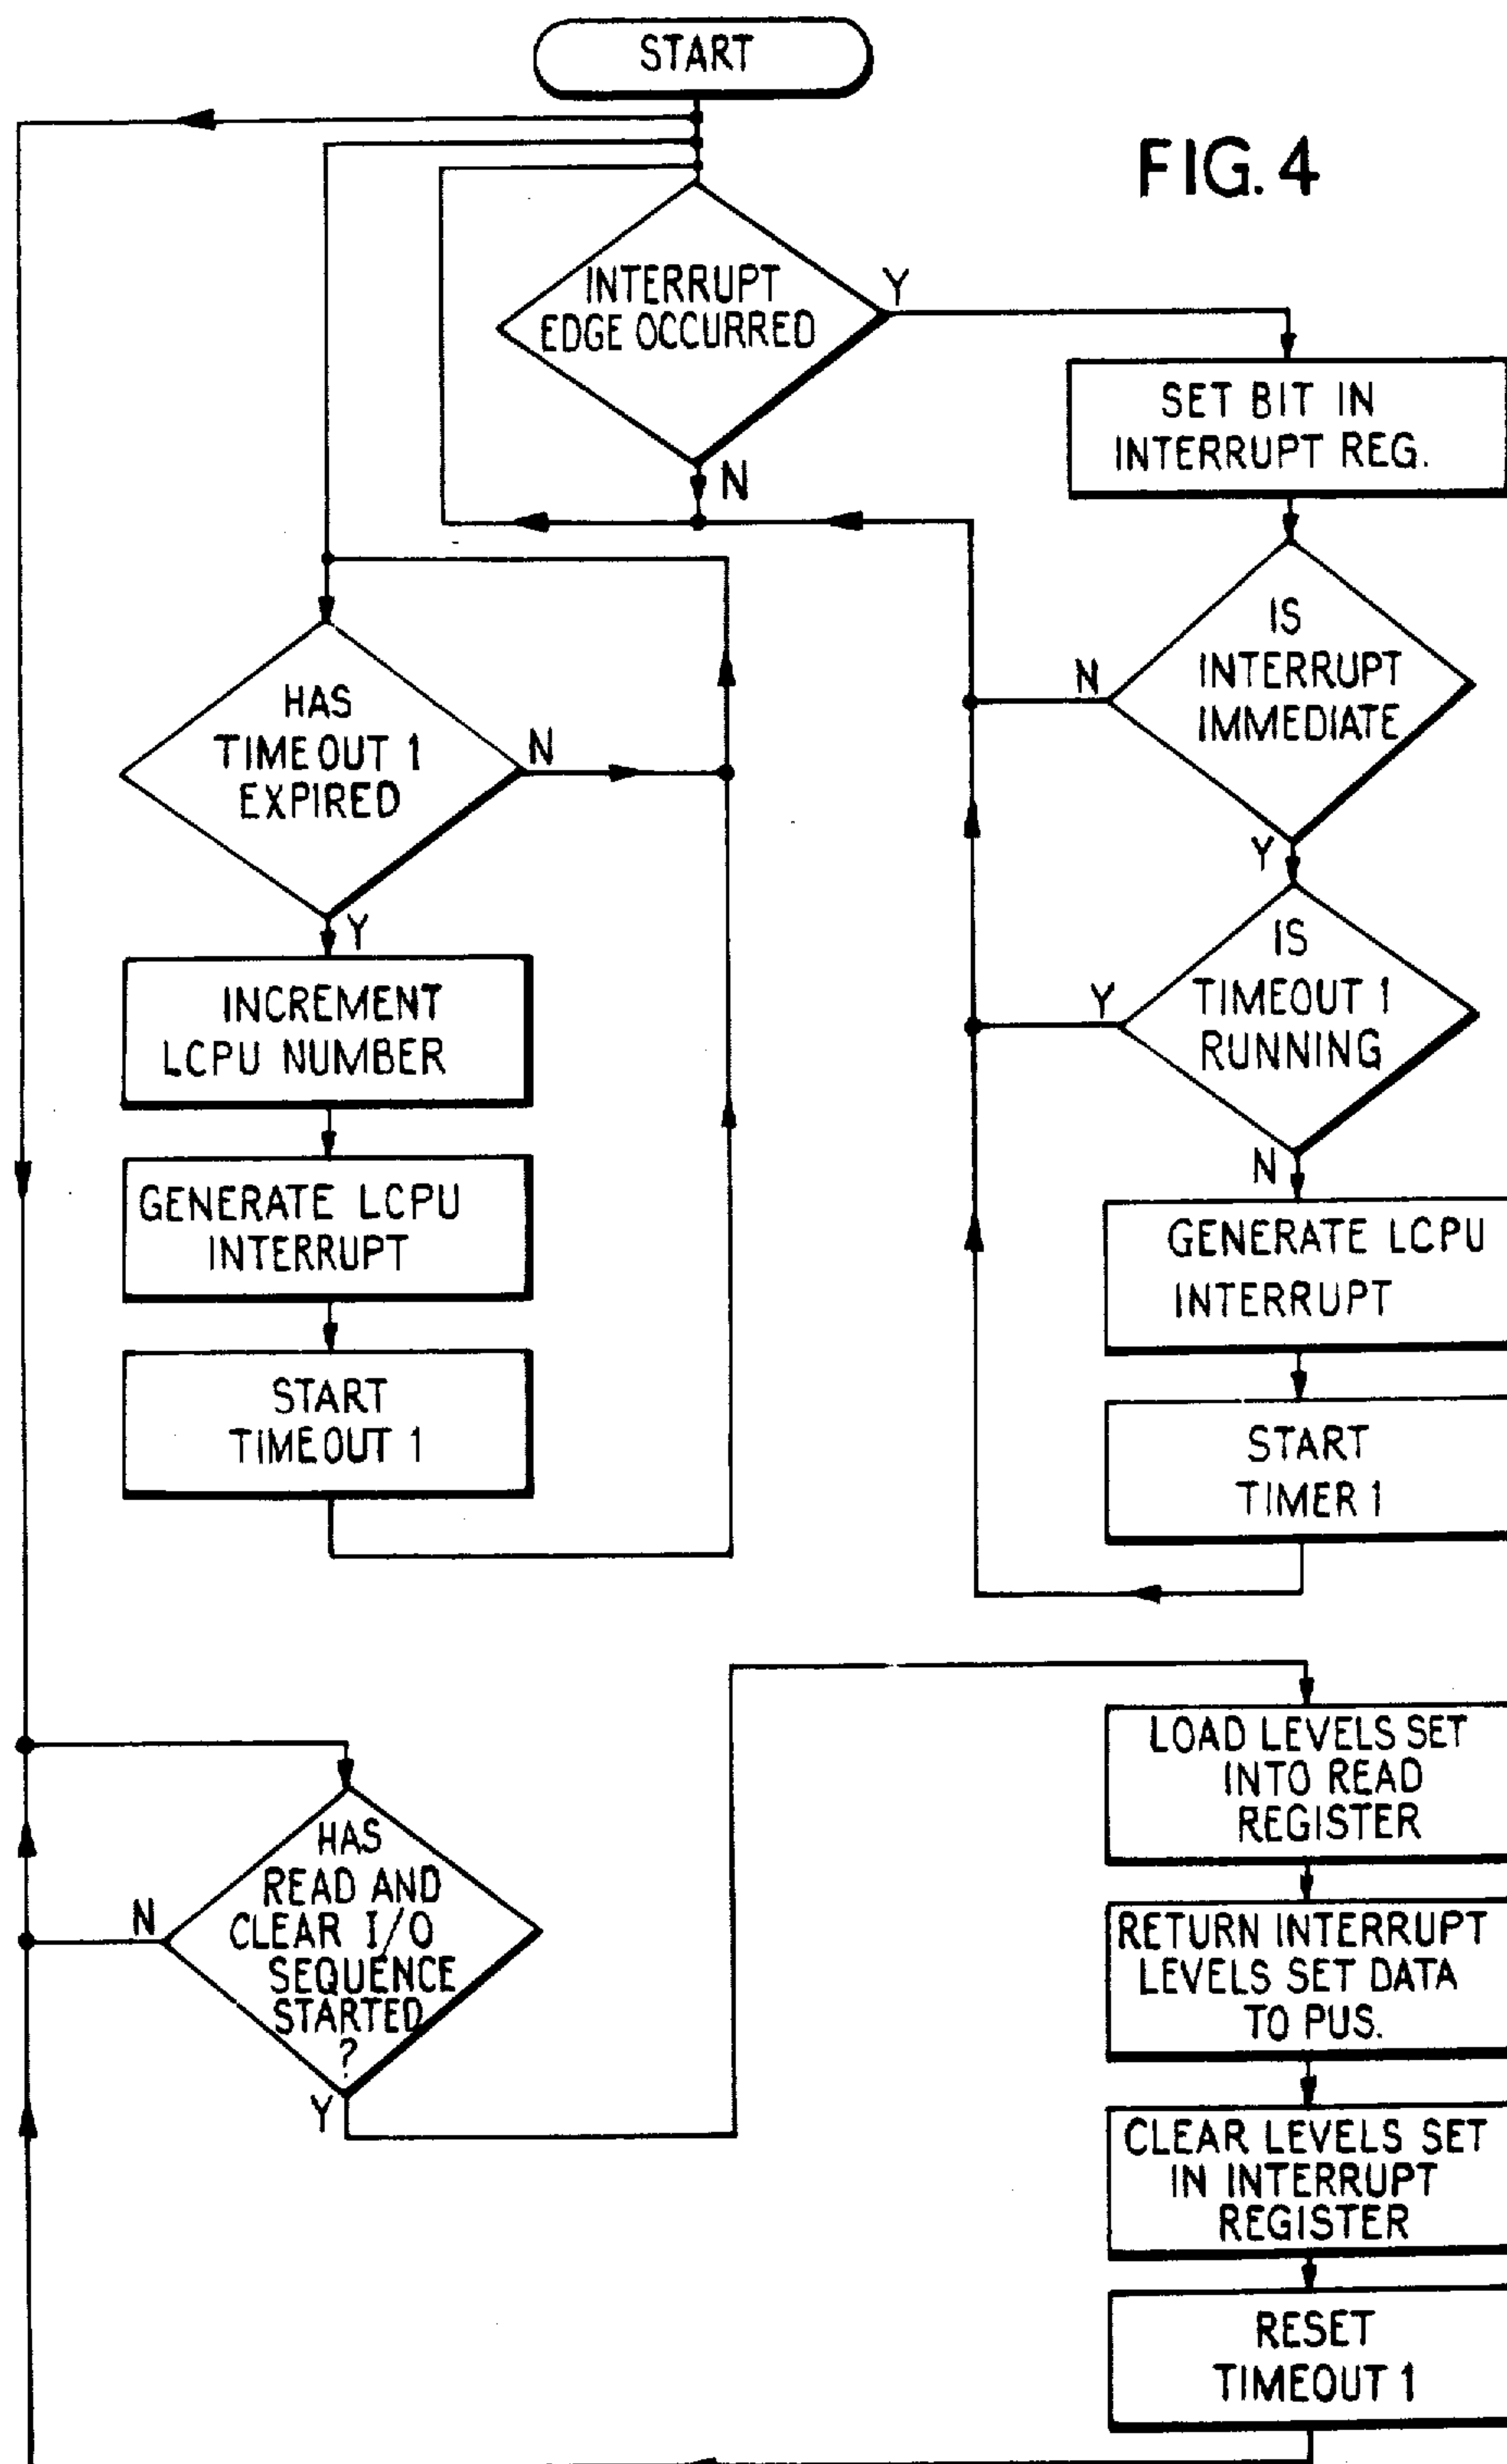 START
FIG. 4
INTERRUPT
EDGE OCCURRED
Y
N
SET BIT IN
INTERRUPT REG.
IS
INTERRUPT
IMMEDIATE
N
Y
IS
TIMEOUT 1
RUNNING
Y
N
GENERATE LCPU
INTERRUPT
START
TIMER 1
HAS
TIMEOUT 1
EXPIRED
N
Y
INCREMENT
LCPU NUMBER
GENERATE LCPU
INTERRUPT
START
TIMEOUT 1
HAS
READ AND
CLEAR I/O
SEQUENCE
STARTED
?
N
Y
LOAD LEVELS SET
INTO READ
REGISTER
RETURN INTERRUPT
LEVELS SET DATA
TO PUS.
CLEAR LEVELS SET
IN INTERRUPT
REGISTER
RESET
TIMEOUT 1